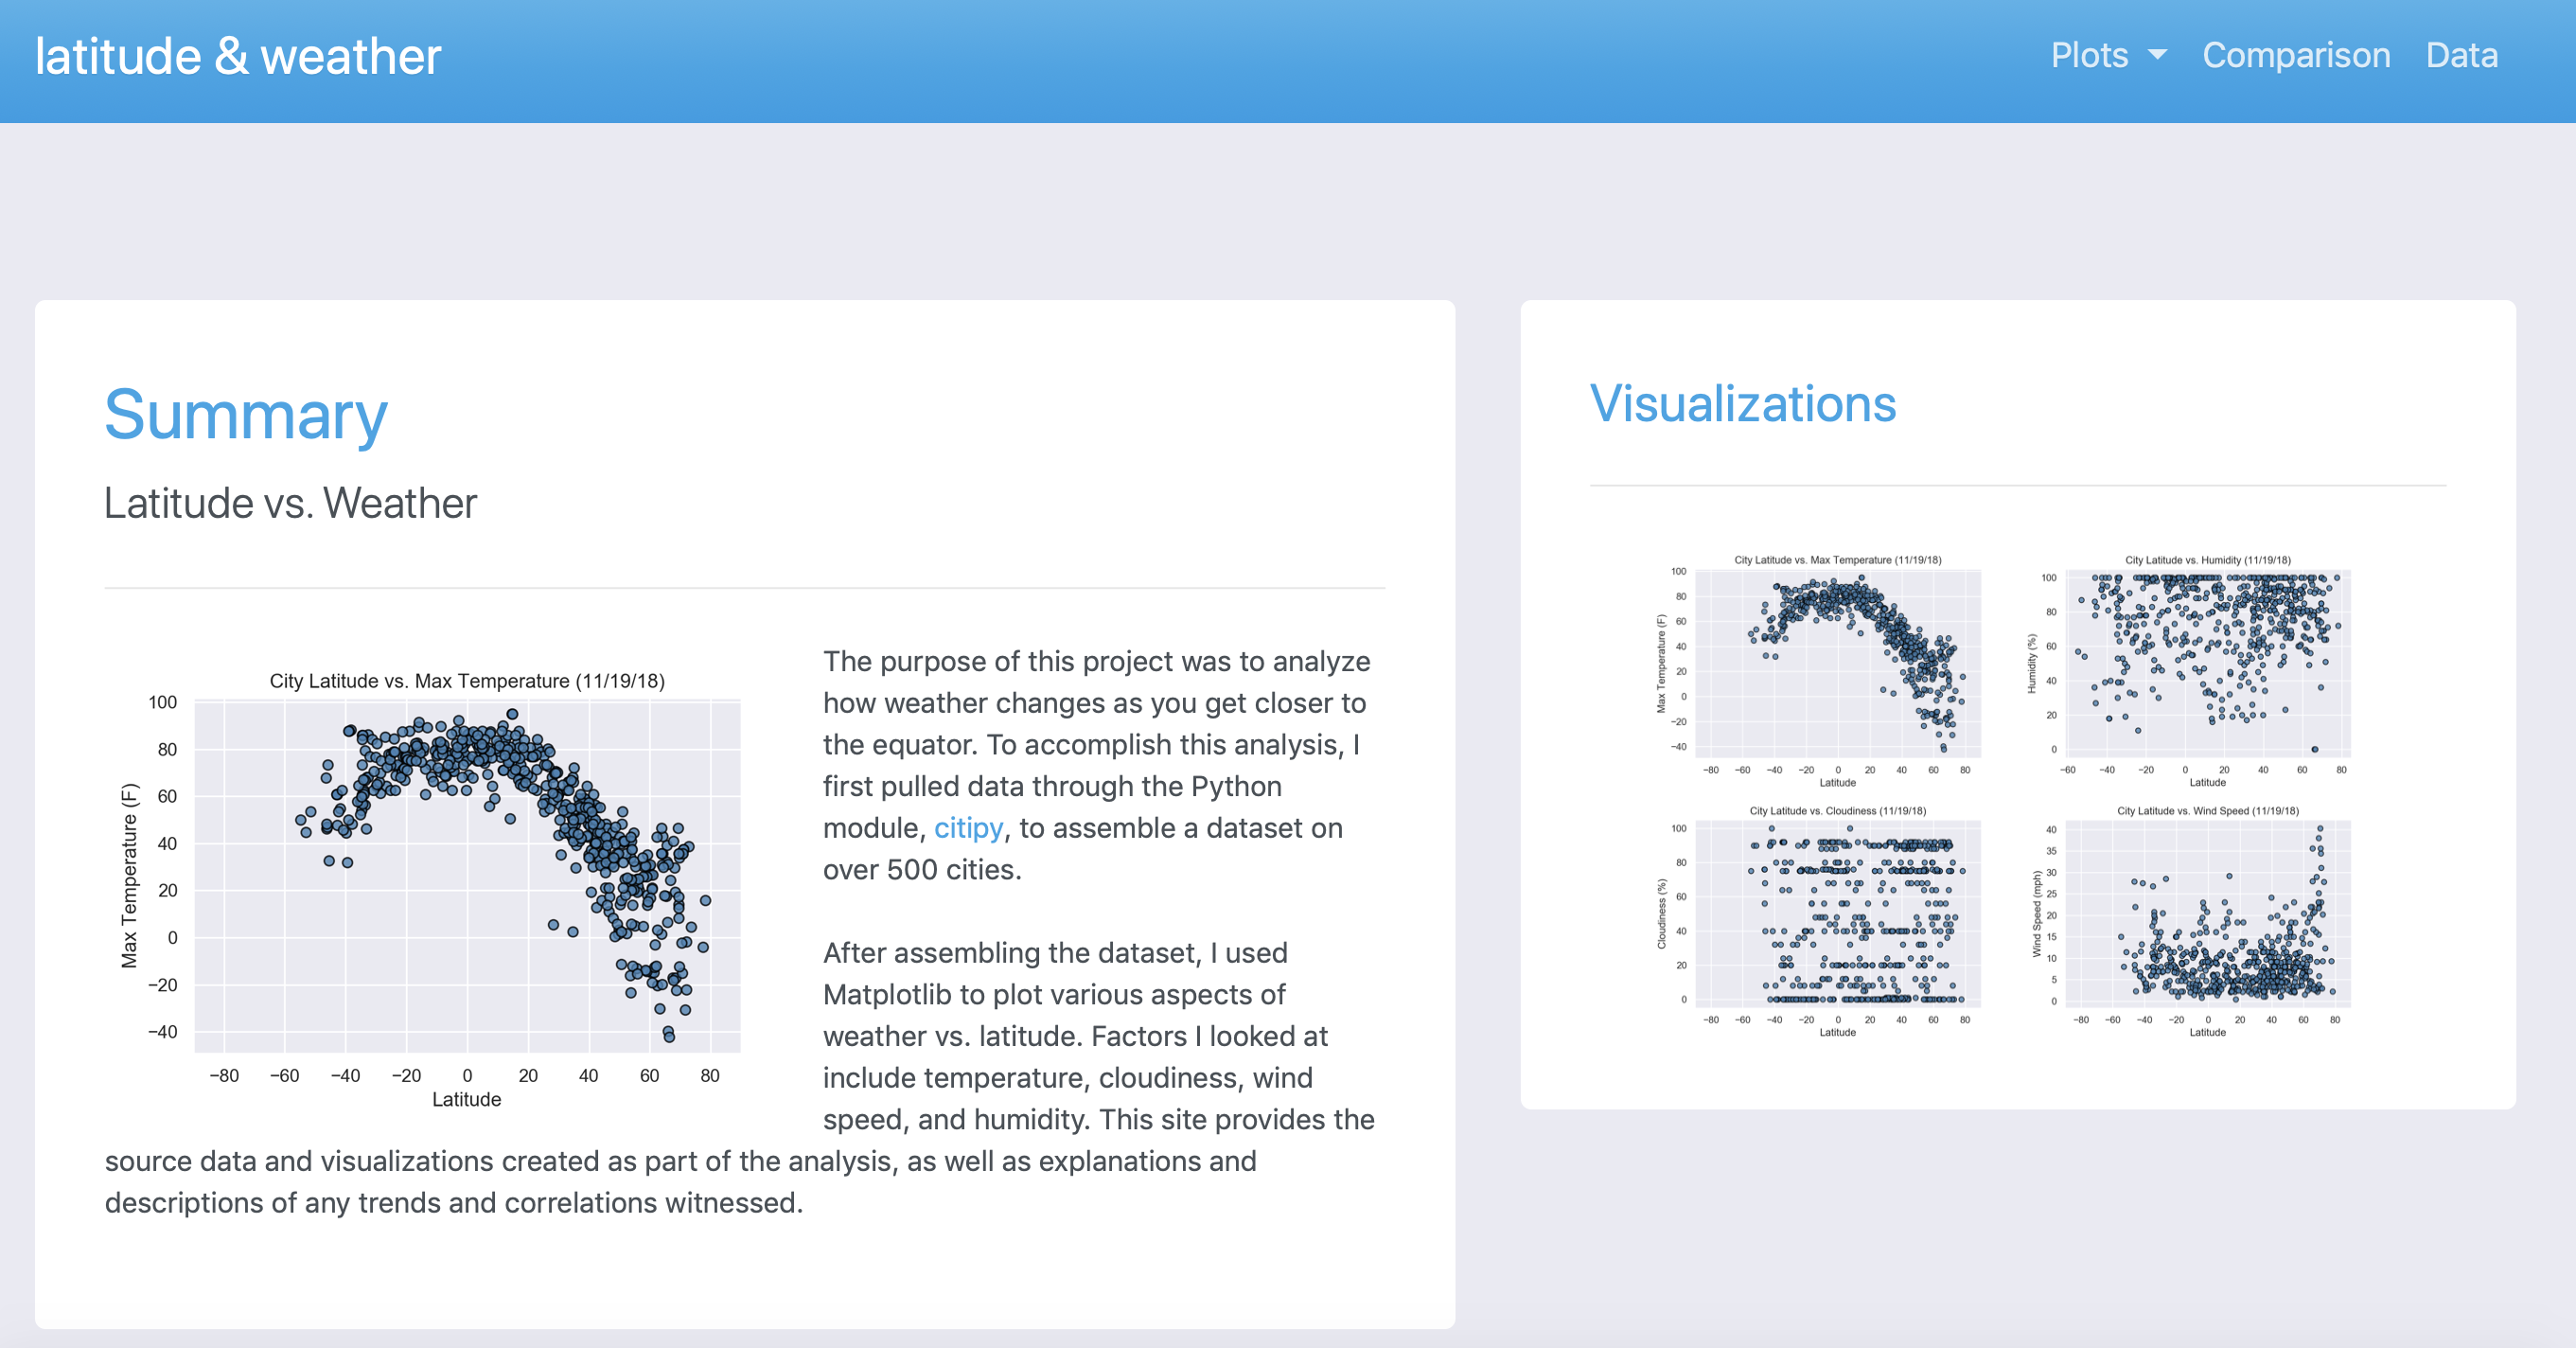 latitude & weather
Plots Comparison Data
Summary
Latitude vs. Weather
City Latitude vs. Max Temperature (11/19/18)
Max Temperature (F)
100
80
60
40
20
0
−20
−40
−80 −60 −40 −20 0 20 40 60 80
Latitude
The purpose of this project was to analyze
how weather changes as you get closer to
the equator. To accomplish this analysis, I
first pulled data through the Python
module, citipy, to assemble a dataset on
over 500 cities.
After assembling the dataset, I used
Matplotlib to plot various aspects of
weather vs. latitude. Factors I looked at
include temperature, cloudiness, wind
speed, and humidity. This site provides the
source data and visualizations created as part of the analysis, as well as explanations and
descriptions of any trends and correlations witnessed.
Visualizations
City Latitude vs. Max Temperature (11/19/18)
Max Temperature (F)
100
80
60
40
20
0
−20
−40
−80 −60 −40 −20 0 20 40 60 80
Latitude
City Latitude vs. Humidity (11/19/18)
Humidity (%)
100
80
60
40
20
0
−60 −40 −20 0 20 40 60 80
Latitude
City Latitude vs. Cloudiness (11/19/18)
Cloudiness (%)
100
80
60
40
20
0
−80 −60 −40 −20 0 20 40 60 80
Latitude
City Latitude vs. Wind Speed (11/19/18)
Wind Speed (mph)
40
35
30
25
20
15
10
5
0
−80 −60 −40 −20 0 20 40 60 80
Latitude